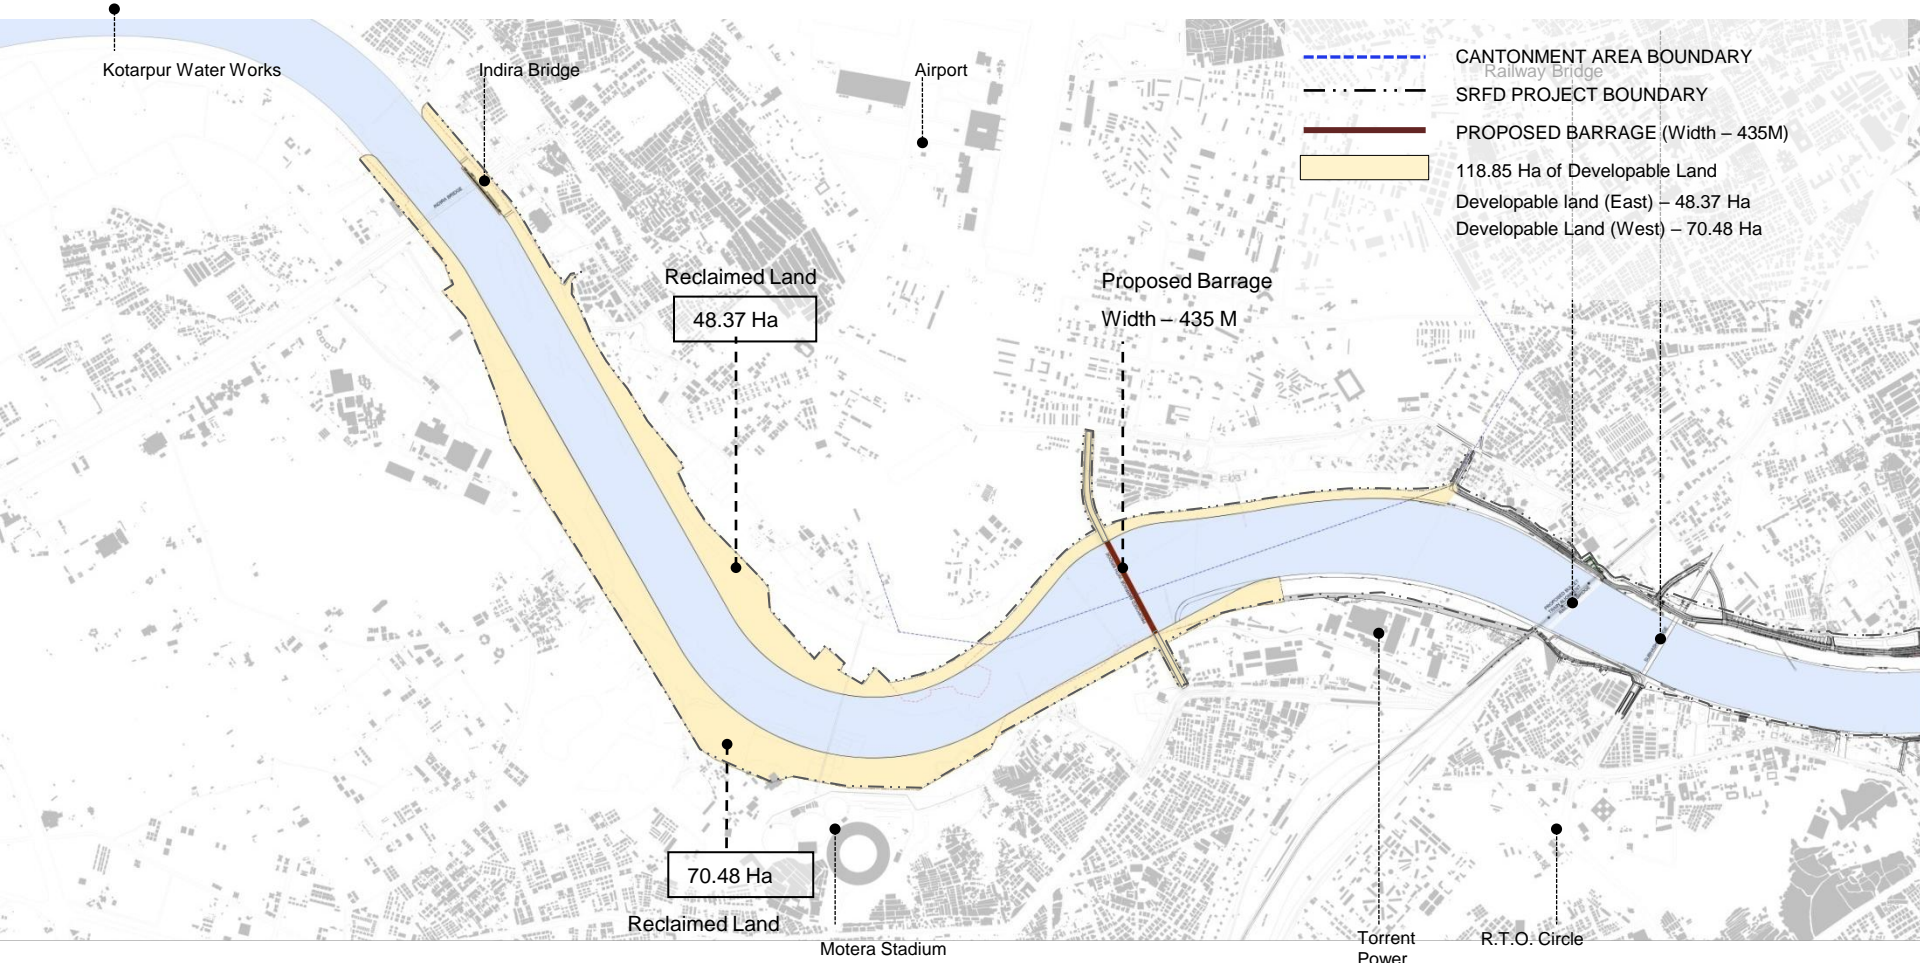 Kotarpur Water Works
Indira Bridge
Airport
CANTONMENT AREA BOUNDARY
Railway Bridge
SRFD PROJECT BOUNDARY
PROPOSED BARRAGE (Width – 435M)
118.85 Ha of Developable Land
Developable land (East) – 48.37 Ha
Developable Land (West) – 70.48 Ha
INDIRA BRIDGE
Reclaimed Land
48.37 Ha
Proposed Barrage
Width – 435 M
70.48 Ha
Reclaimed Land
Motera Stadium
Torrent
Power
R.T.O. Circle